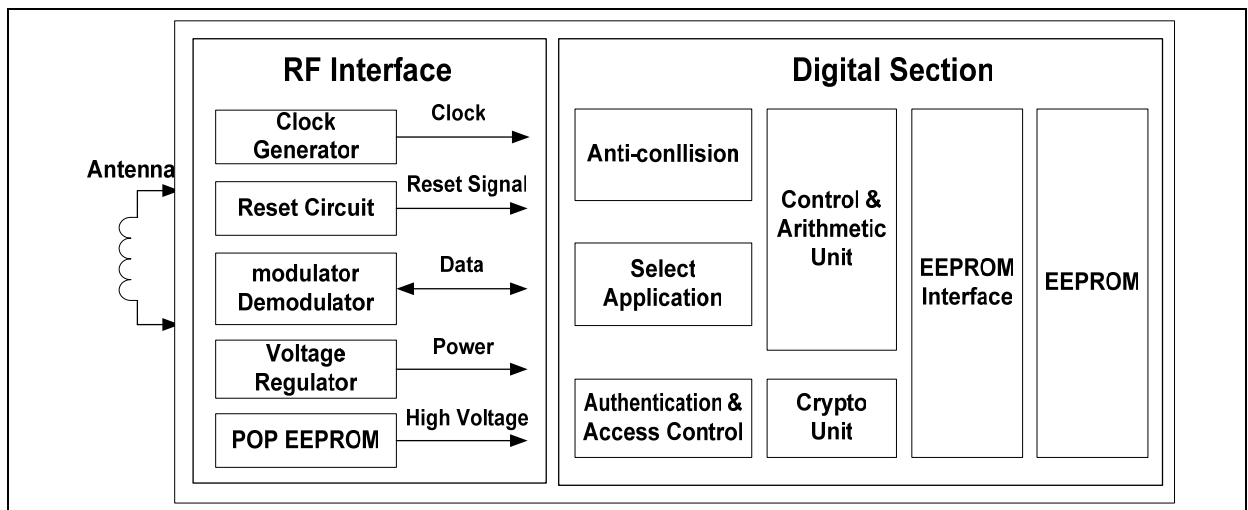 RF Interface
Digital Section
Antenna
Clock
Generator
Clock
Reset Circuit
Reset Signal
modulator
Demodulator
Data
Voltage
Regulator
Power
POP EEPROM
High Voltage
Anti-conllision
Select
Application
Authentication &
Access Control
Control &
Arithmetic
Unit
Crypto
Unit
EEPROM
Interface
EEPROM